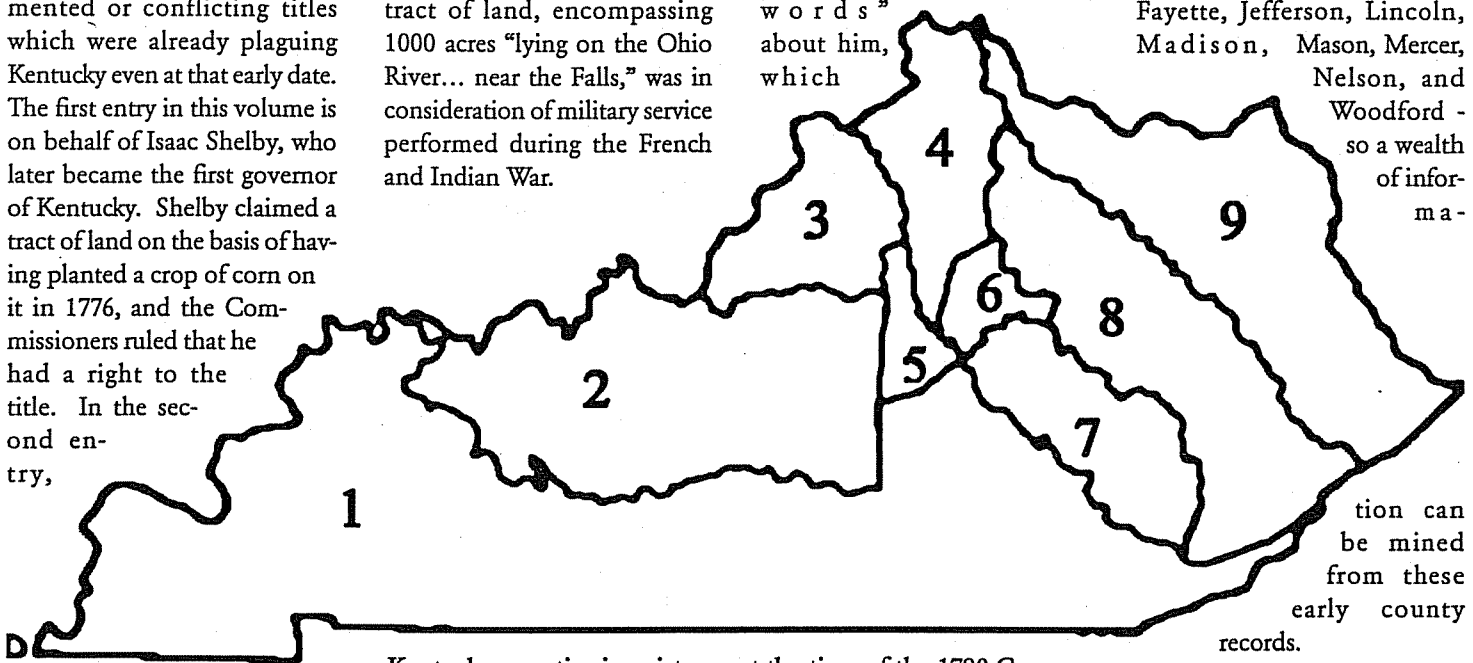 mented or conflicting titles
which were already plaguing
Kentucky even at that early date.
The first entry in this volume is
on behalf of Isaac Shelby, who
later became the first governor
of Kentucky. Shelby claimed a
tract of land on the basis of hav-
ing planted a crop of corn on
it in 1776, and the Com-
missioners ruled that he
had a right to the
title. In the sec-
ond en-
try,
tract of land, encompassing
1000 acres “lying on the Ohio
River... near the Falls,” was in
consideration of military service
performed during the French
and Indian War.
words”
about him,
which
Fayette, Jefferson, Lincoln,
Madison, Mason, Mercer,
Nelson, and
Woodford -
so a wealth
of infor-
ma-
tion can
be mined
from these
early county
records.
4
3
9
6
8
5
2
7
1